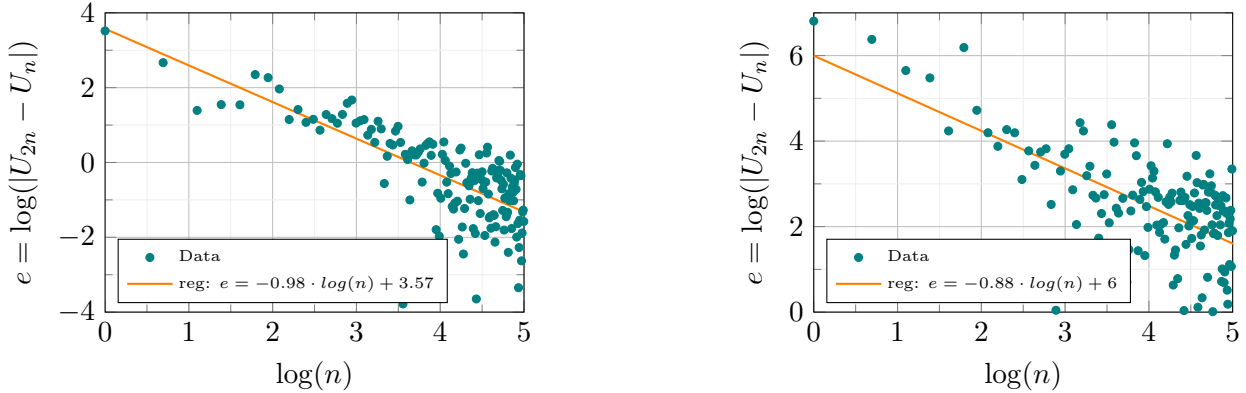 4
2
0
−2
−4
0
1
2
3
4
5
e = log(|U2n − Un|)
log(n)
Data
reg: e = −0.98 · log(n) + 3.57
6
4
2
0
0
1
2
3
4
5
e = log(|U2n − Un|)
log(n)
Data
reg: e = −0.88 · log(n) + 6